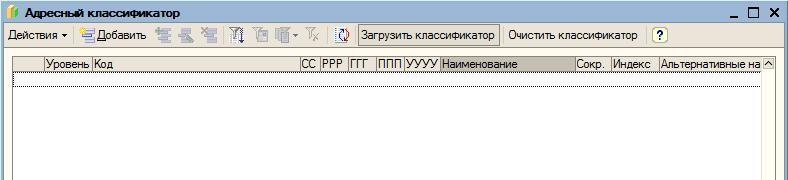 Адресный классификатор
Действия Добавить Загрузить классификатор Очистить классификатор ?
Уровень Код СС РРР ГГГ ППП УУУУ Наименование Сокр. Индекс Альтернативные на